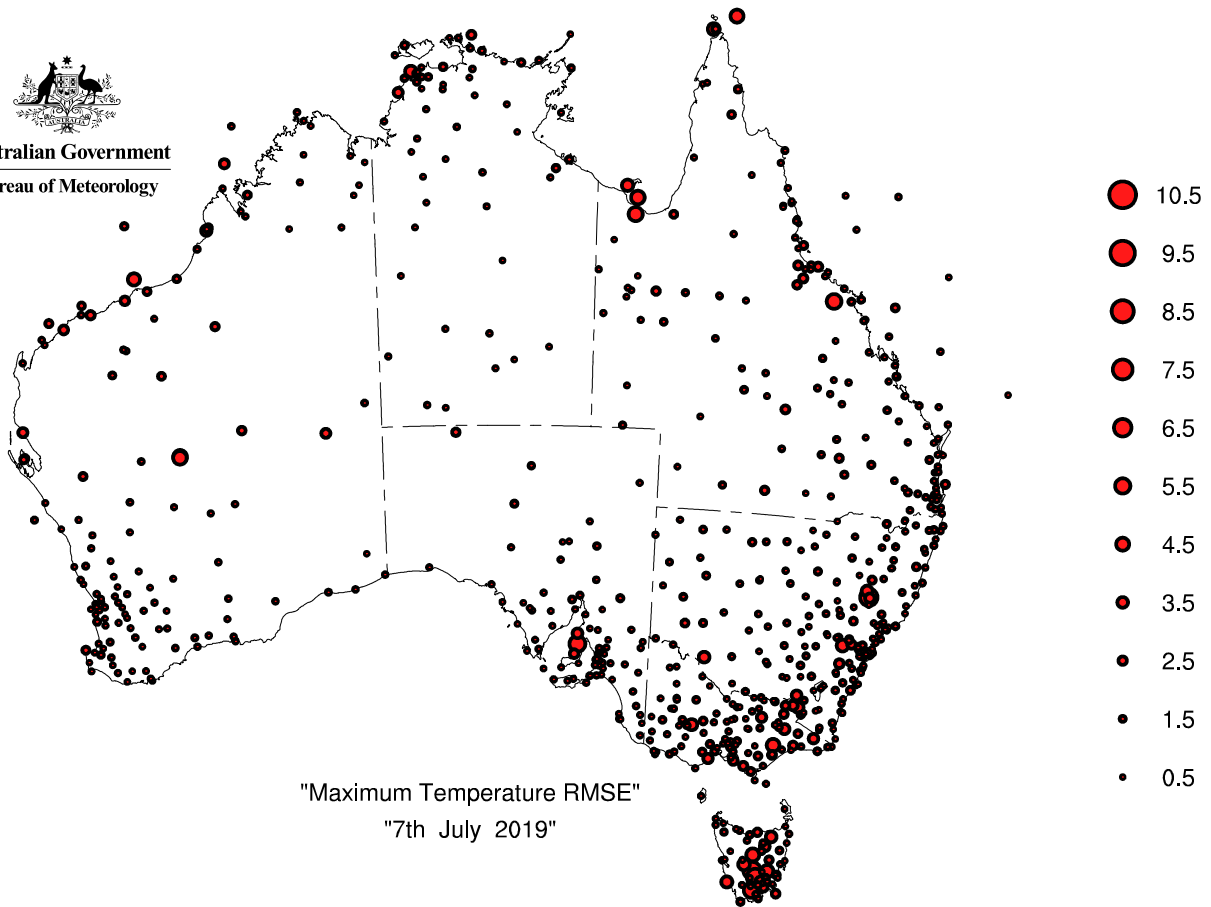 AUSTRALIA
tralian Government
reau of Meteorology
10.5
9.5
8.5
7.5
6.5
5.5
4.5
3.5
2.5
1.5
0.5
"Maximum Temperature RMSE"
"7th July 2019"